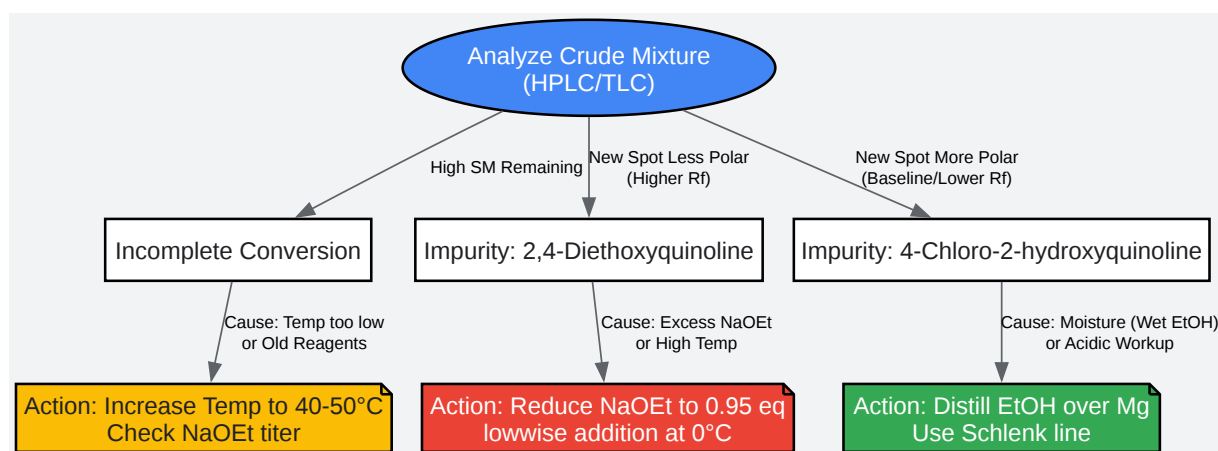 Analyze Crude Mixture
(HPLC/TLC)
High SM Remaining
New Spot Less Polar
(Higher Rf)
New Spot More Polar
(Baseline/Lower Rf)
Incomplete Conversion
Impurity: 2,4-Diethoxyquinoline
Impurity: 4-Chloro-2-hydroxyquinoline
Cause: Temp too low
or Old Reagents
Cause: Excess NaOEt
or High Temp
Cause: Moisture (Wet EtOH)
or Acidic Workup
Action: Increase Temp to 40-50°C
Check NaOEt titer
Action: Reduce NaOEt to 0.95 eq
lowwise addition at 0°C
Action: Distill EtOH over Mg
Use Schlenk line